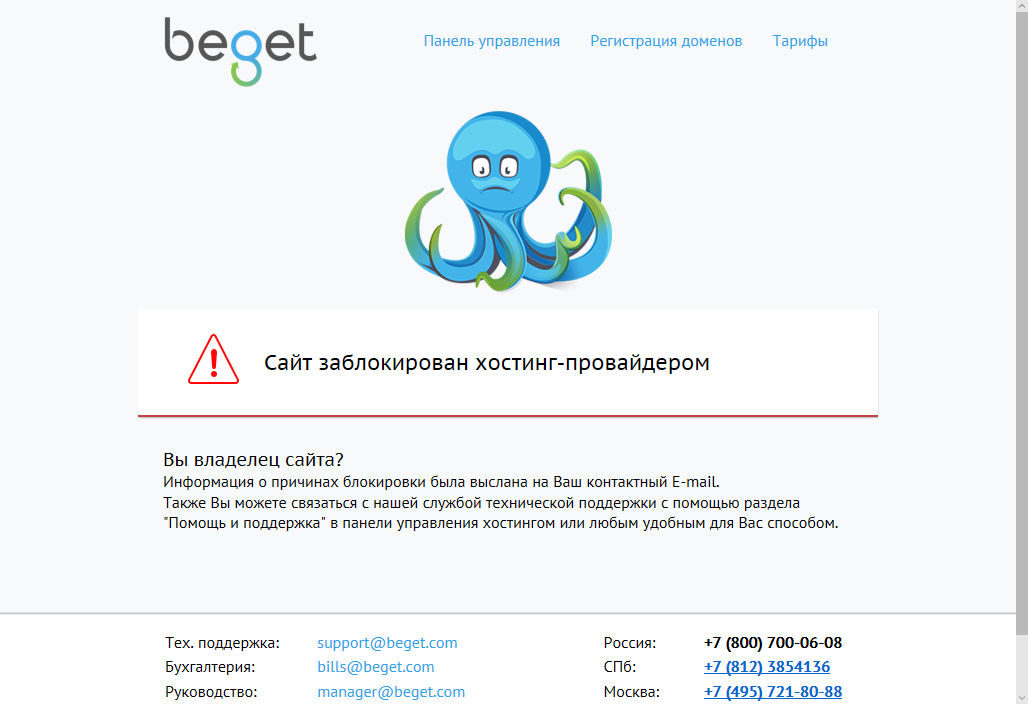 beget
Панель управления Регистрация доменов Тарифы
Сайт заблокирован хостинг-провайдером
Вы владелец сайта?
Информация о причинах блокировки была выслана на Ваш контактный E-mail.
Также Вы можете связаться с нашей службой технической поддержки с помощью раздела
"Помощь и поддержка" в панели управления хостингом или любым удобным для Вас способом.
Тех. поддержка: support@beget.com Россия: +7 (800) 700-06-08
Бухгалтерия: bills@beget.com СПб: +7 (812) 3854136
Руководство: manager@beget.com Москва: +7 (495) 721-80-88